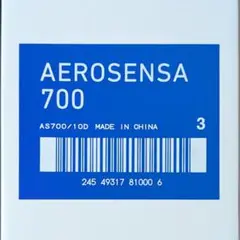 AEROSENSA
700
AS700/10D MADE IN CHINA 3
245 49317 81000 6